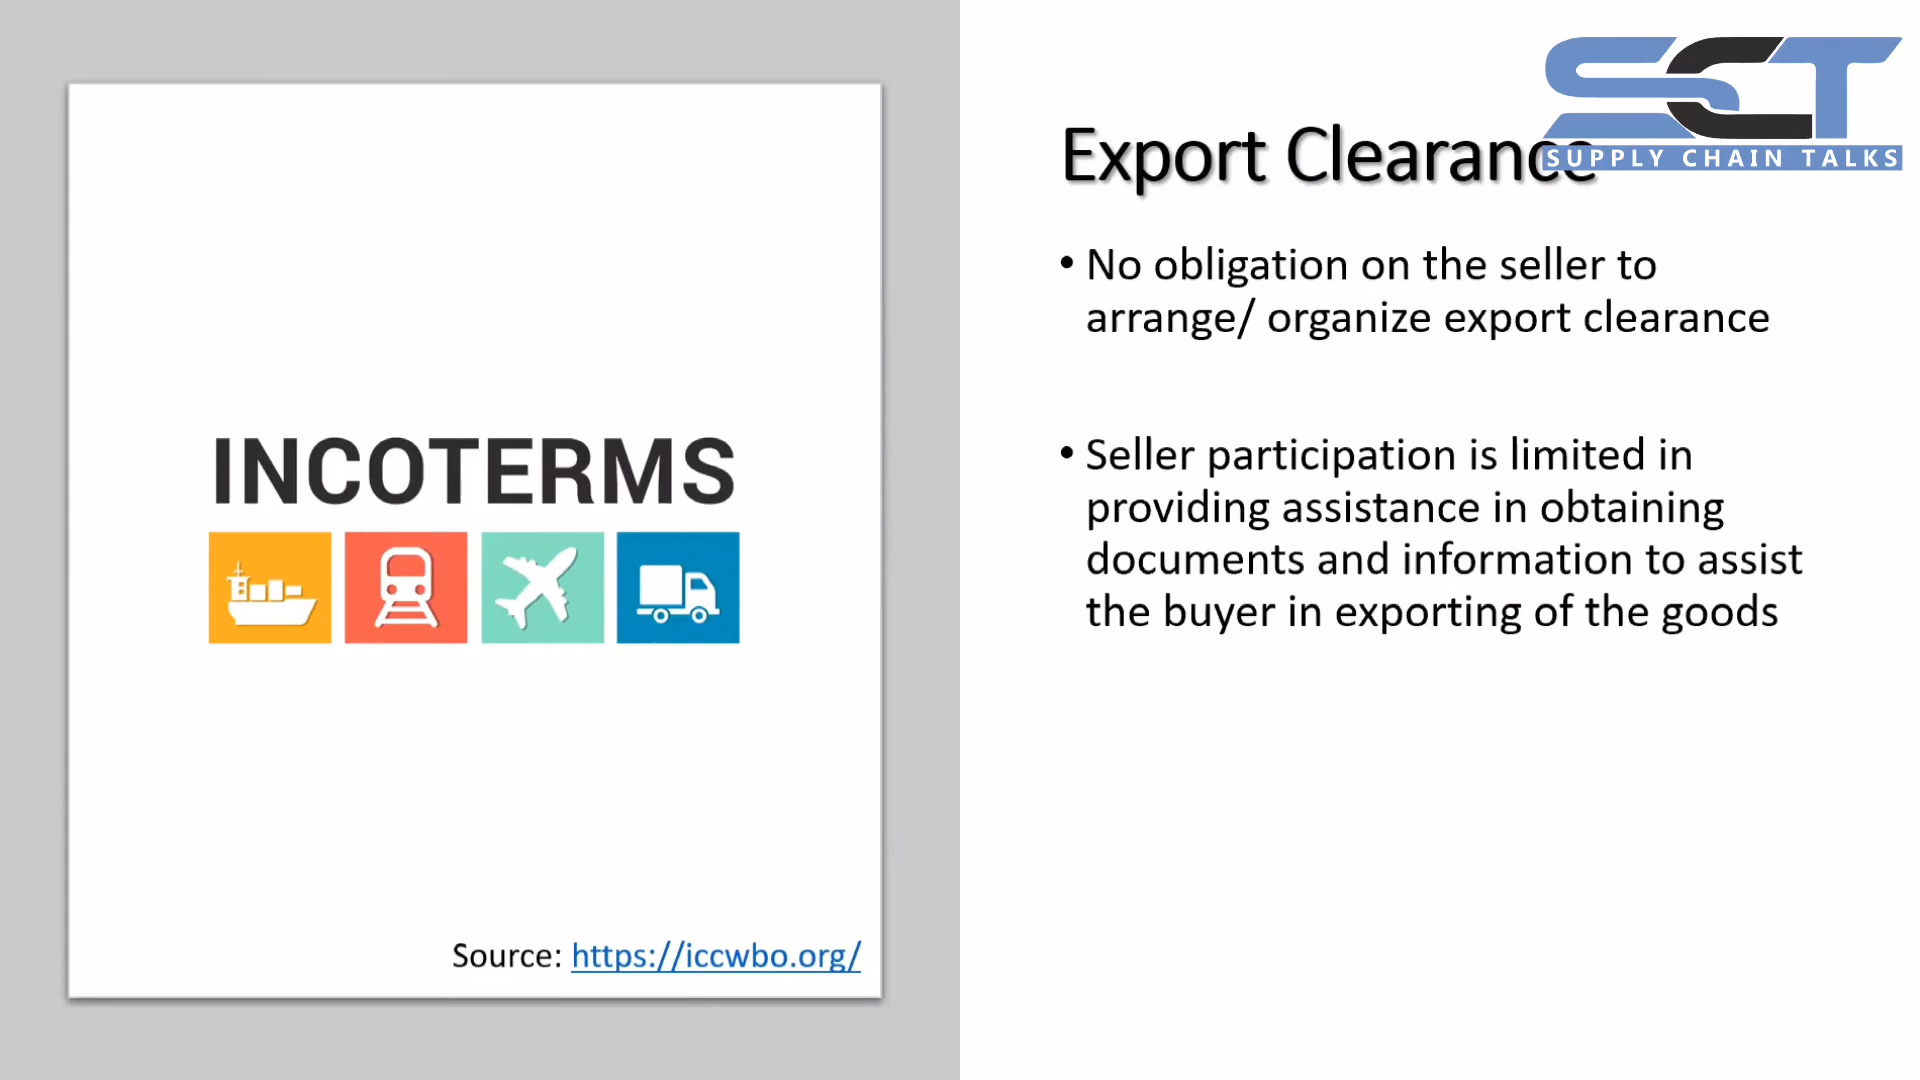 INCOTERMS
Source: https://iccwbo.org/
SCT
SUPPLY CHAIN TALKS
Export Clearance
• No obligation on the seller to
arrange/ organize export clearance
• Seller participation is limited in
providing assistance in obtaining
documents and information to assist
the buyer in exporting of the goods